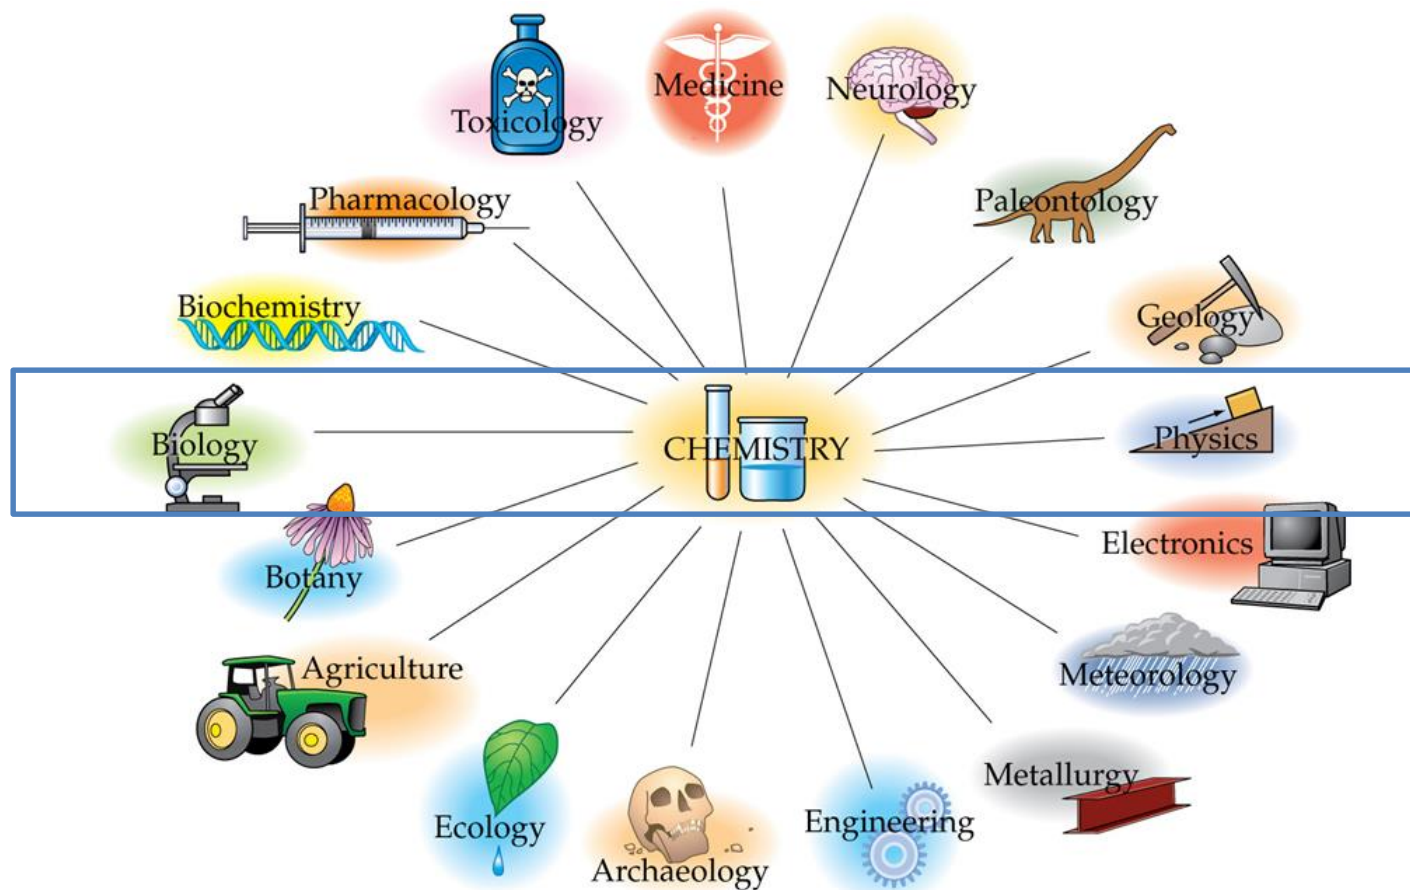 Toxicology
Medicine
Neurology
Pharmacology
Paleontology
Biochemistry
Geology
Biology
CHEMISTRY
Physics
Botany
Electronics
Agriculture
Meteorology
Ecology
Archaeology
Engineering
Metallurgy